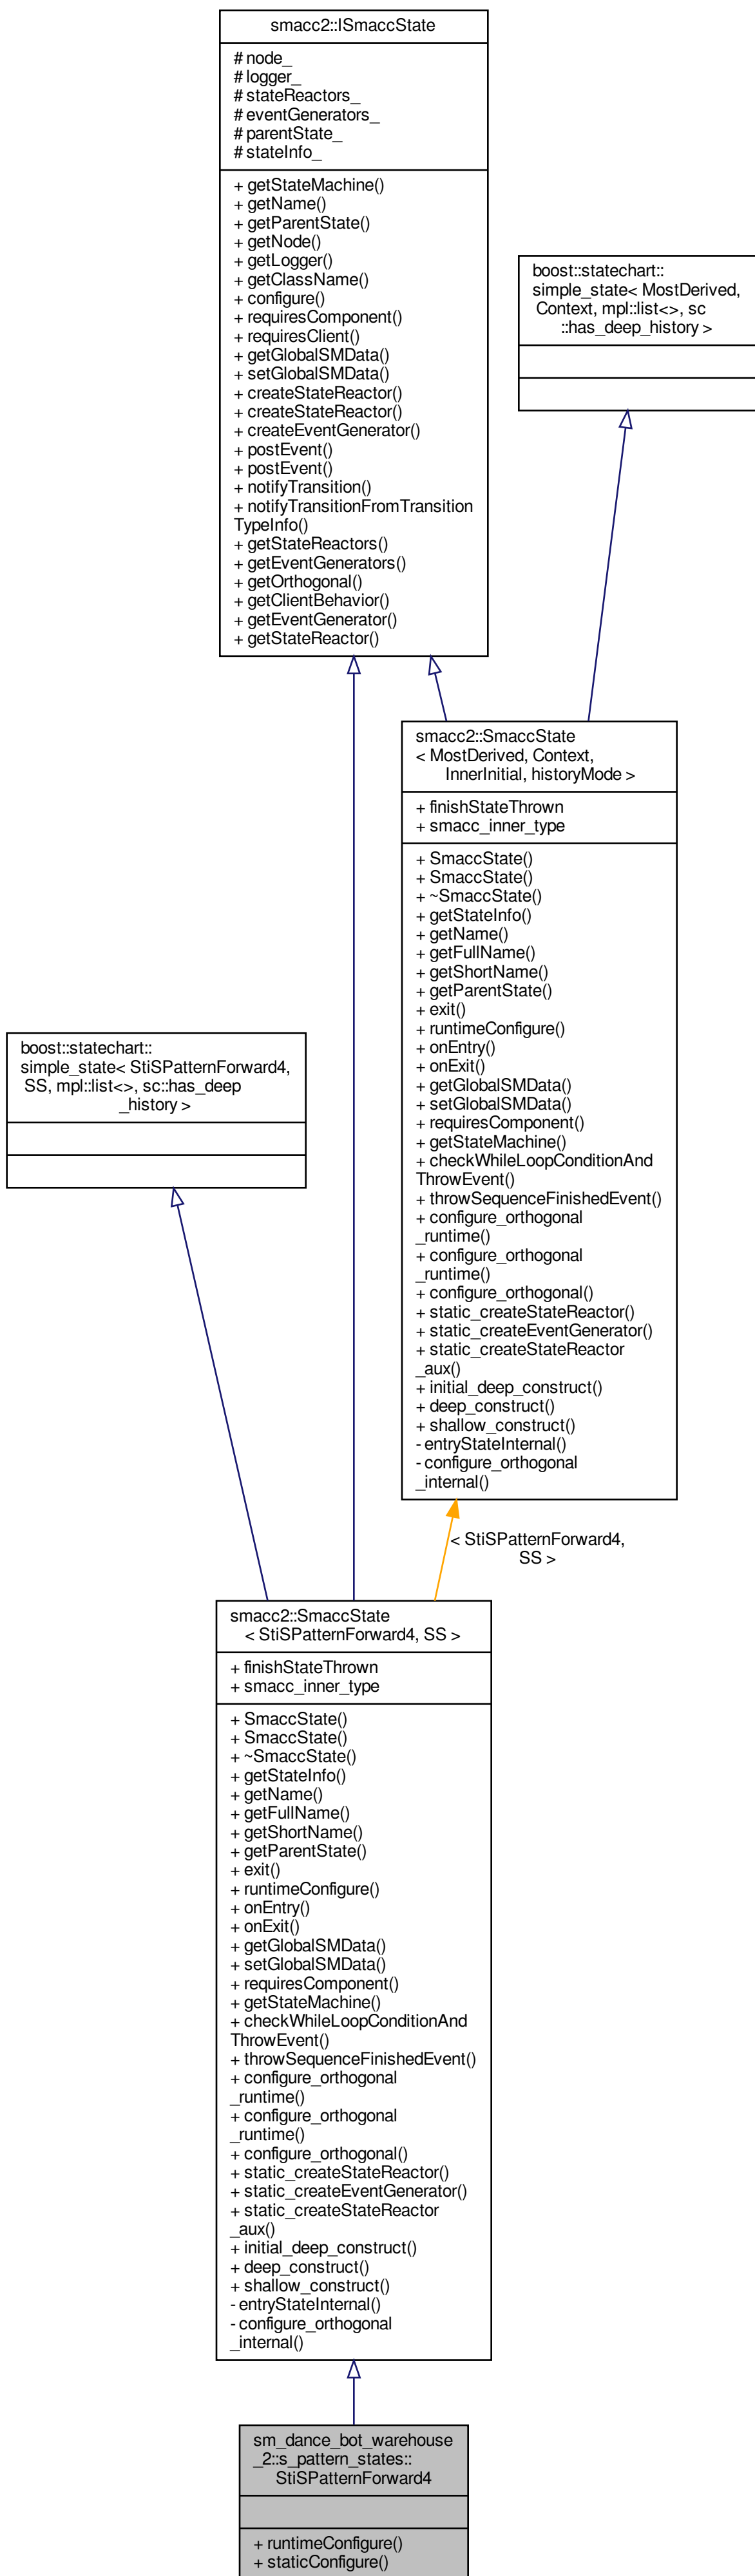 smacc2::ISmaccState
# node_
# logger_
# stateReactors_
# eventGenerators_
# parentState_
# stateInfo_
+ getStateMachine()
+ getName()
+ getParentState()
+ getNode()
+ getLogger()
+ getClassName()
+ configure()
+ requiresComponent()
+ requiresClient()
+ getGlobalSMData()
+ setGlobalSMData()
+ createStateReactor()
+ createStateReactor()
+ createEventGenerator()
+ postEvent()
+ postEvent()
+ notifyTransition()
+ notifyTransitionFromTransition
TypeInfo()
+ getStateReactors()
+ getEventGenerators()
+ getOrthogonal()
+ getClientBehavior()
+ getEventGenerator()
+ getStateReactor()
boost::statechart::
simple_state< MostDerived,
Context, mpl::list<>, sc
::has_deep_history >
smacc2::SmaccState
< MostDerived, Context,
InnerInitial, historyMode >
+ finishStateThrown
+ smacc_inner_type
+ SmaccState()
+ SmaccState()
+ ~SmaccState()
+ getStateInfo()
+ getName()
+ getFullName()
+ getShortName()
+ getParentState()
+ exit()
+ runtimeConfigure()
+ onEntry()
+ onExit()
+ getGlobalSMData()
+ setGlobalSMData()
+ requiresComponent()
+ getStateMachine()
+ checkWhileLoopConditionAnd
ThrowEvent()
+ throwSequenceFinishedEvent()
+ configure_orthogonal
_runtime()
+ configure_orthogonal
_runtime()
+ configure_orthogonal()
+ static_createStateReactor()
+ static_createEventGenerator()
+ static_createStateReactor
_aux()
+ initial_deep_construct()
+ deep_construct()
+ shallow_construct()
- entryStateInternal()
- configure_orthogonal
_internal()
boost::statechart::
simple_state< StiSPatternForward4,
SS, mpl::list<>, sc::has_deep
_history >
< StiSPatternForward4,
SS >
smacc2::SmaccState
< StiSPatternForward4, SS >
+ finishStateThrown
+ smacc_inner_type
+ SmaccState()
+ SmaccState()
+ ~SmaccState()
+ getStateInfo()
+ getName()
+ getFullName()
+ getShortName()
+ getParentState()
+ exit()
+ runtimeConfigure()
+ onEntry()
+ onExit()
+ getGlobalSMData()
+ setGlobalSMData()
+ requiresComponent()
+ getStateMachine()
+ checkWhileLoopConditionAnd
ThrowEvent()
+ throwSequenceFinishedEvent()
+ configure_orthogonal
_runtime()
+ configure_orthogonal
_runtime()
+ configure_orthogonal()
+ static_createStateReactor()
+ static_createEventGenerator()
+ static_createStateReactor
_aux()
+ initial_deep_construct()
+ deep_construct()
+ shallow_construct()
- entryStateInternal()
- configure_orthogonal
_internal()
sm_dance_bot_warehouse
_2::s_pattern_states::
StiSPatternForward4
+ runtimeConfigure()
+ staticConfigure()